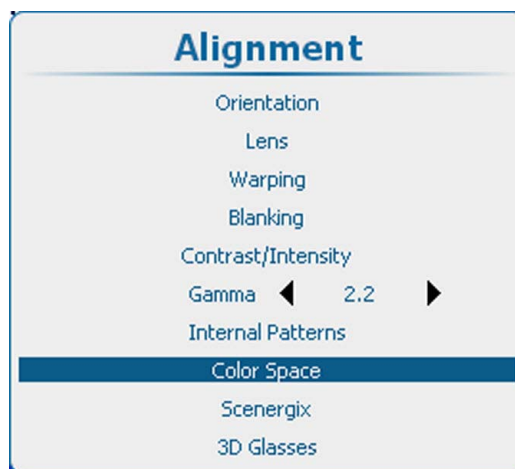 Alignment
Orientation
Lens
Warping
Blanking
Contrast/Intensity
Gamma 2.2
Internal Patterns
Color Space
Scenergix
3D Glasses